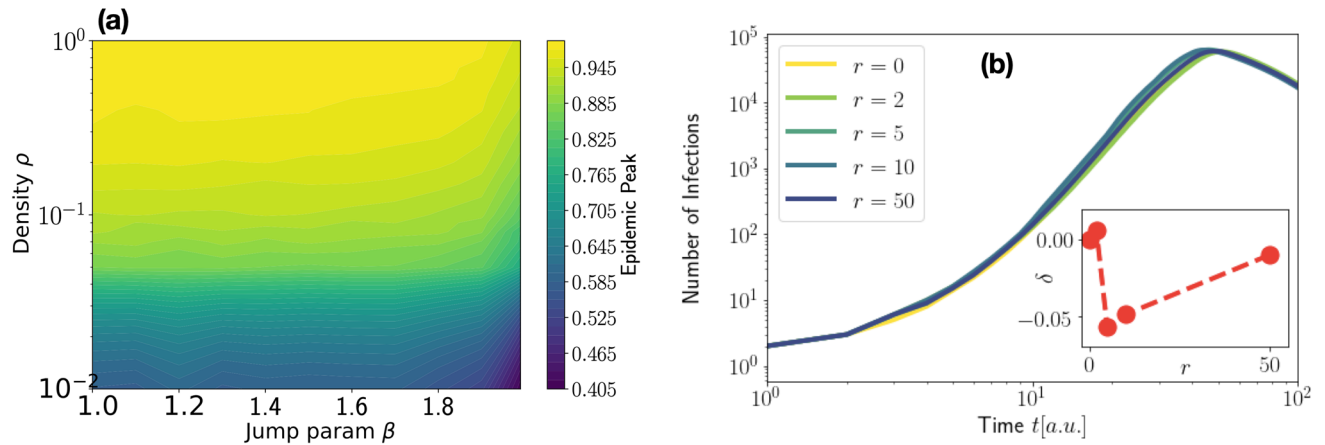 (a)
10^0
10^-1
10^-2
Density ρ
1.0 1.2 1.4 1.6 1.8
Jump param β
0.945
0.885
0.825
0.765
0.705
0.645
0.585
0.525
0.465
0.405
Epidemic Peak
(b)
10^5
10^4
10^3
10^2
10^1
10^0
Number of Infections
r = 0
r = 2
r = 5
r = 10
r = 50
0.00
−0.05
δ
0 r 50
10^0 10^1 10^2
Time t[a.u.]